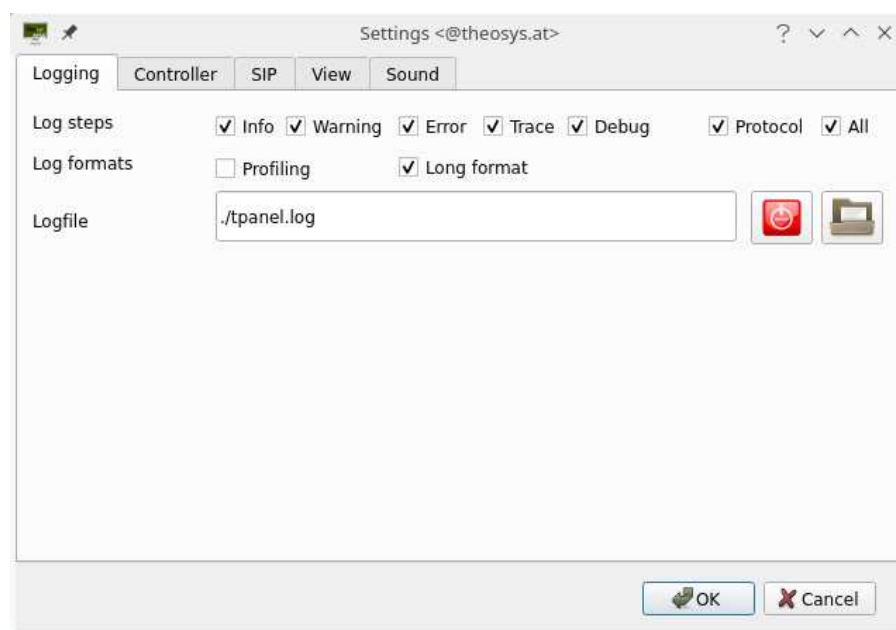 Settings <@theosys.at>
Logging Controller SIP View Sound
Log steps Info Warning Error Trace Debug Protocol All
Log formats Profiling Long format
Logfile ./tpanel.log
OK Cancel